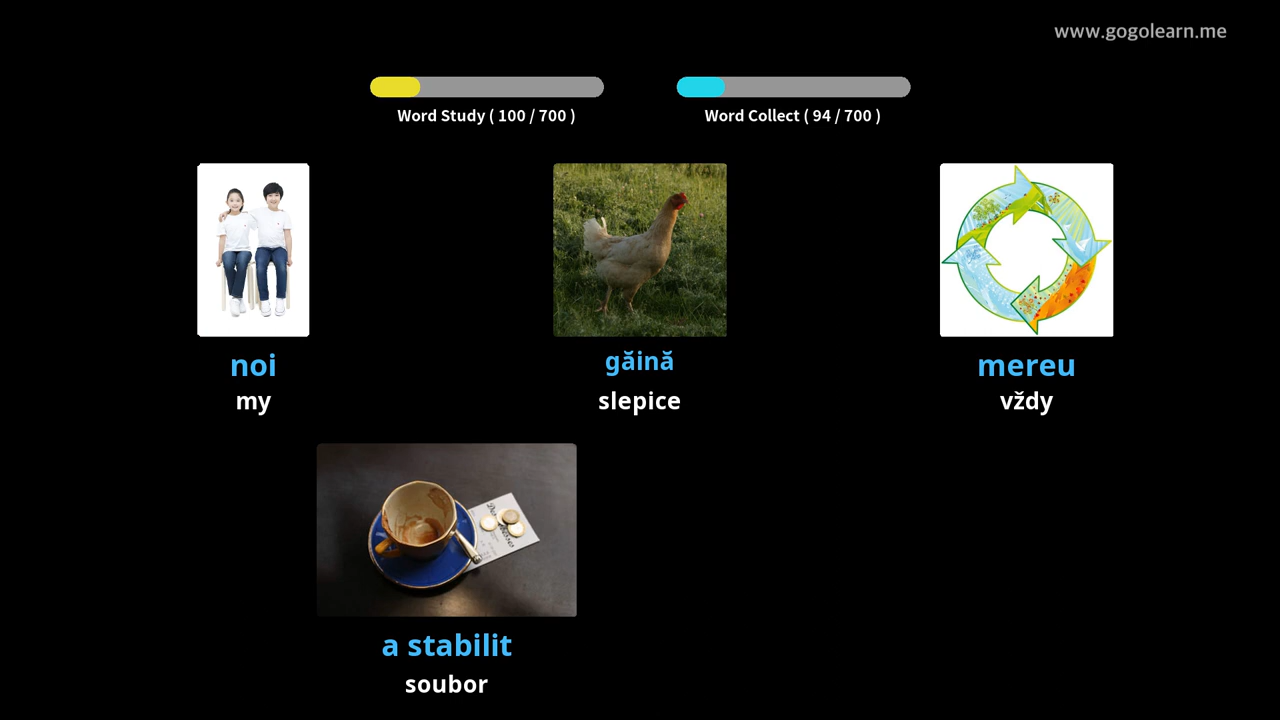 www.gogolearn.me
Word Study ( 100 / 700 )
Word Collect ( 94 / 700 )
noi
my
găină
slepice
mereu
vždy
a stabilit
soubor